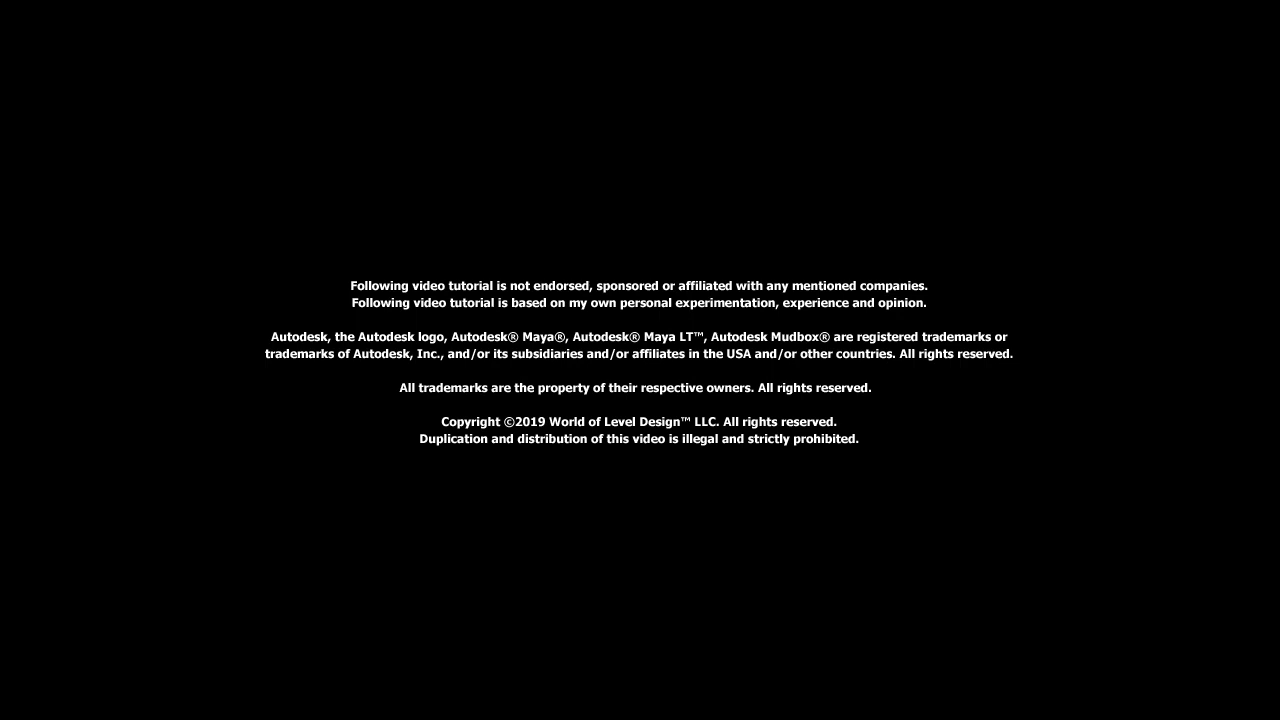 Following video tutorial is not endorsed, sponsored or affiliated with any mentioned companies.
Following video tutorial is based on my own personal experimentation, experience and opinion.
Autodesk, the Autodesk logo, Autodesk® Maya®, Autodesk® Maya LT™, Autodesk Mudbox® are registered trademarks or
trademarks of Autodesk, Inc., and/or its subsidiaries and/or affiliates in the USA and/or other countries. All rights reserved.
All trademarks are the property of their respective owners. All rights reserved.
Copyright ©2019 World of Level Design™ LLC. All rights reserved.
Duplication and distribution of this video is illegal and strictly prohibited.